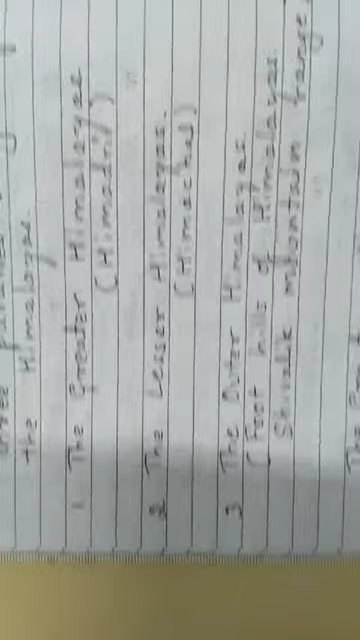 the Himalayas.
1 The Greater Himalayas
(Himadri)
2 The Lesser Himalayas.
(Himachal)
3 The Outer Himalayas
(Foot hills of Himalayas.
Shivalik mountain range.